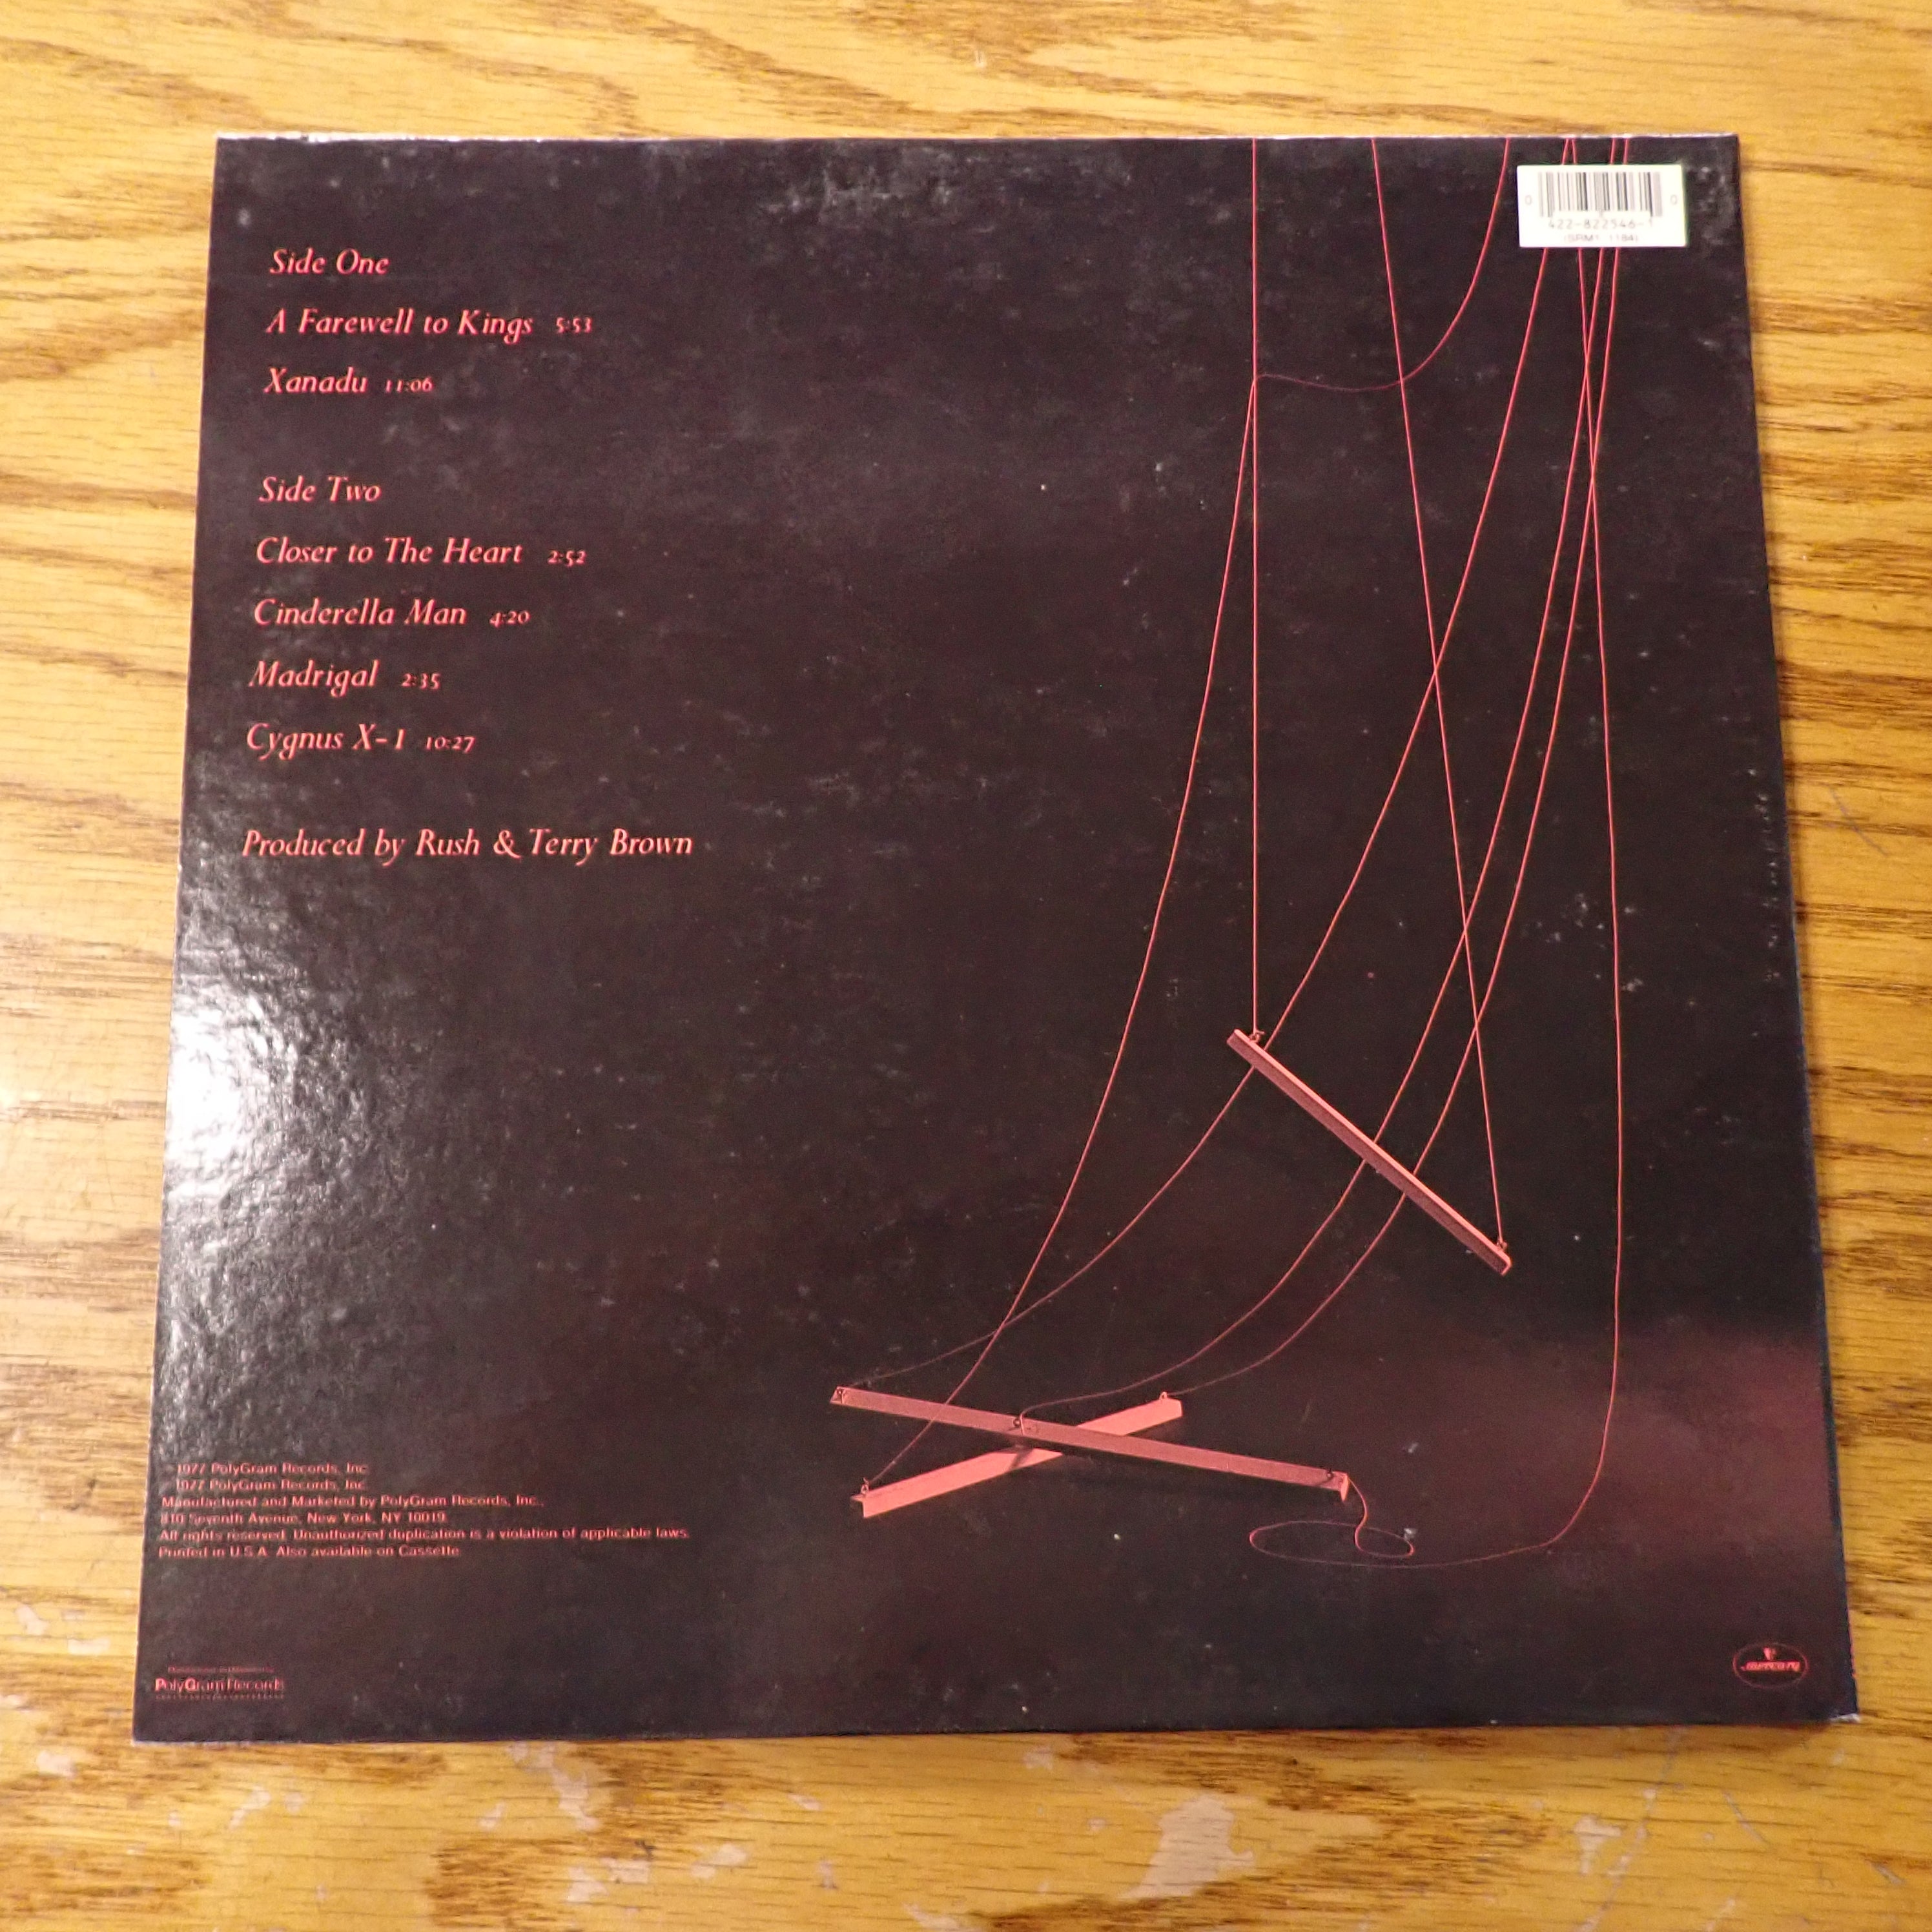 0 422-822546-1 0
(SRM1 1184)
Side One
A Farewell to Kings 5:53
Xanadu 11:06
Side Two
Closer to The Heart 2:52
Cinderella Man 4:20
Madrigal 2:35
Cygnus X-1 10:27
Produced by Rush & Terry Brown
1977 PolyGram Records, Inc.
1977 PolyGram Records, Inc.
Manufactured and Marketed by PolyGram Records, Inc.,
810 Seventh Avenue, New York, NY 10019.
All rights reserved. Unauthorized duplication is a violation of applicable laws.
Printed in U.S.A. Also available on Cassette.
PolyGram Records
mercury